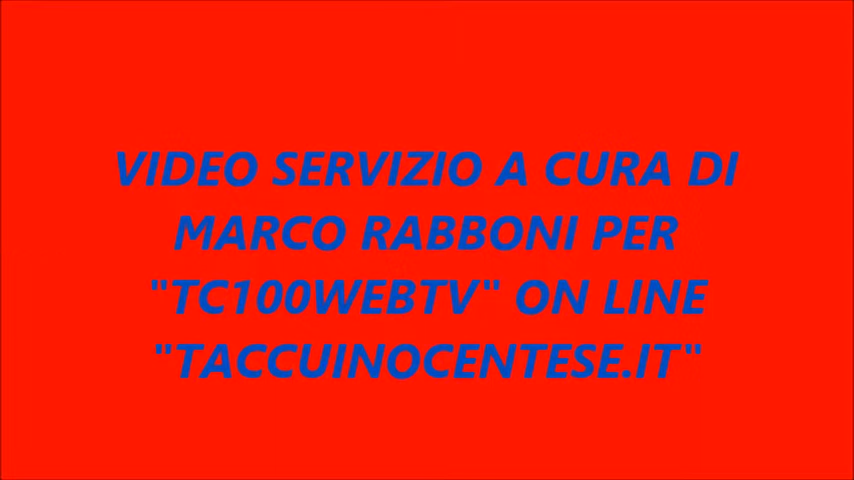 VIDEO SERVIZIO A CURA DI
MARCO RABBONI PER
"TC100WEBTV" ON LINE
"TACCUINOCENTESE.IT"